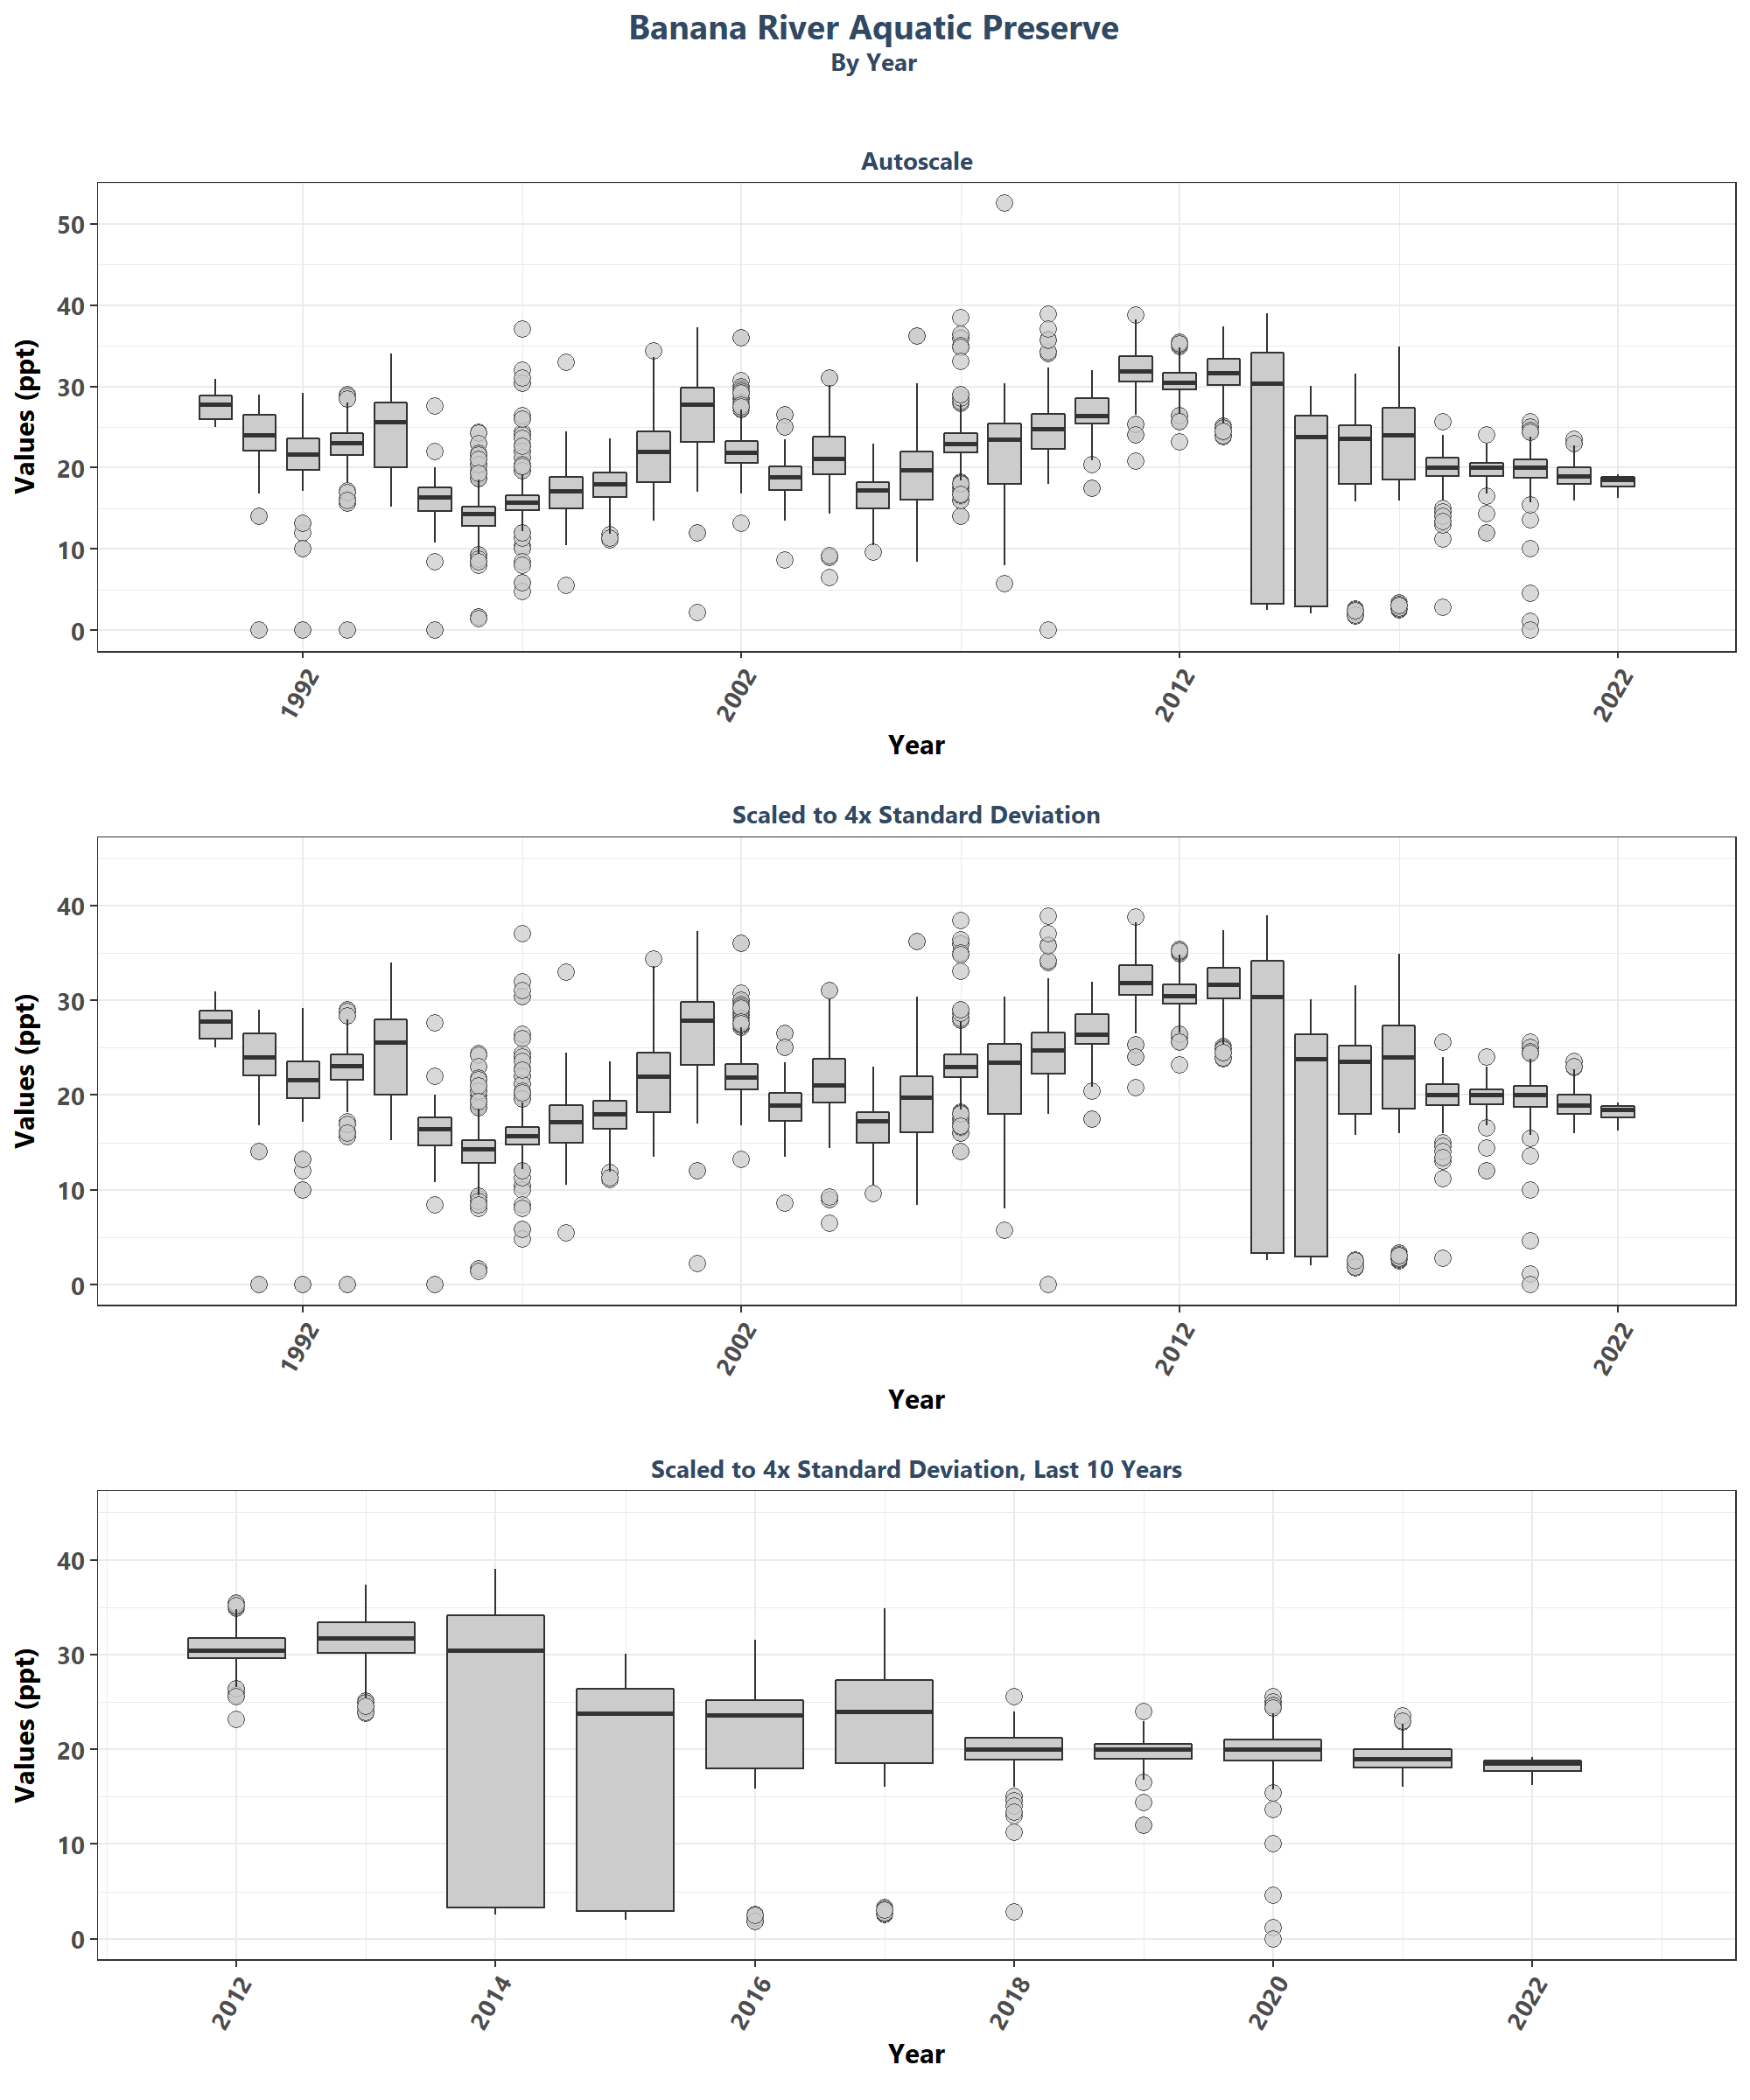 Banana River Aquatic Preserve
By Year
Autoscale
Values (ppt)
50
40
30
20
10
0
1992
2002
2012
2022
Year
Scaled to 4x Standard Deviation
Values (ppt)
40
30
20
10
0
1992
2002
2012
2022
Year
Scaled to 4x Standard Deviation, Last 10 Years
Values (ppt)
40
30
20
10
0
2012
2014
2016
2018
2020
2022
Year